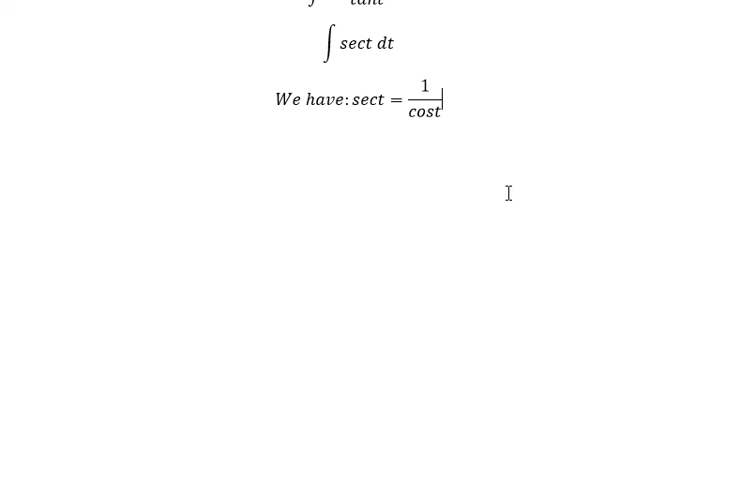 ∫ sect dt
We have: sect = 1/cost